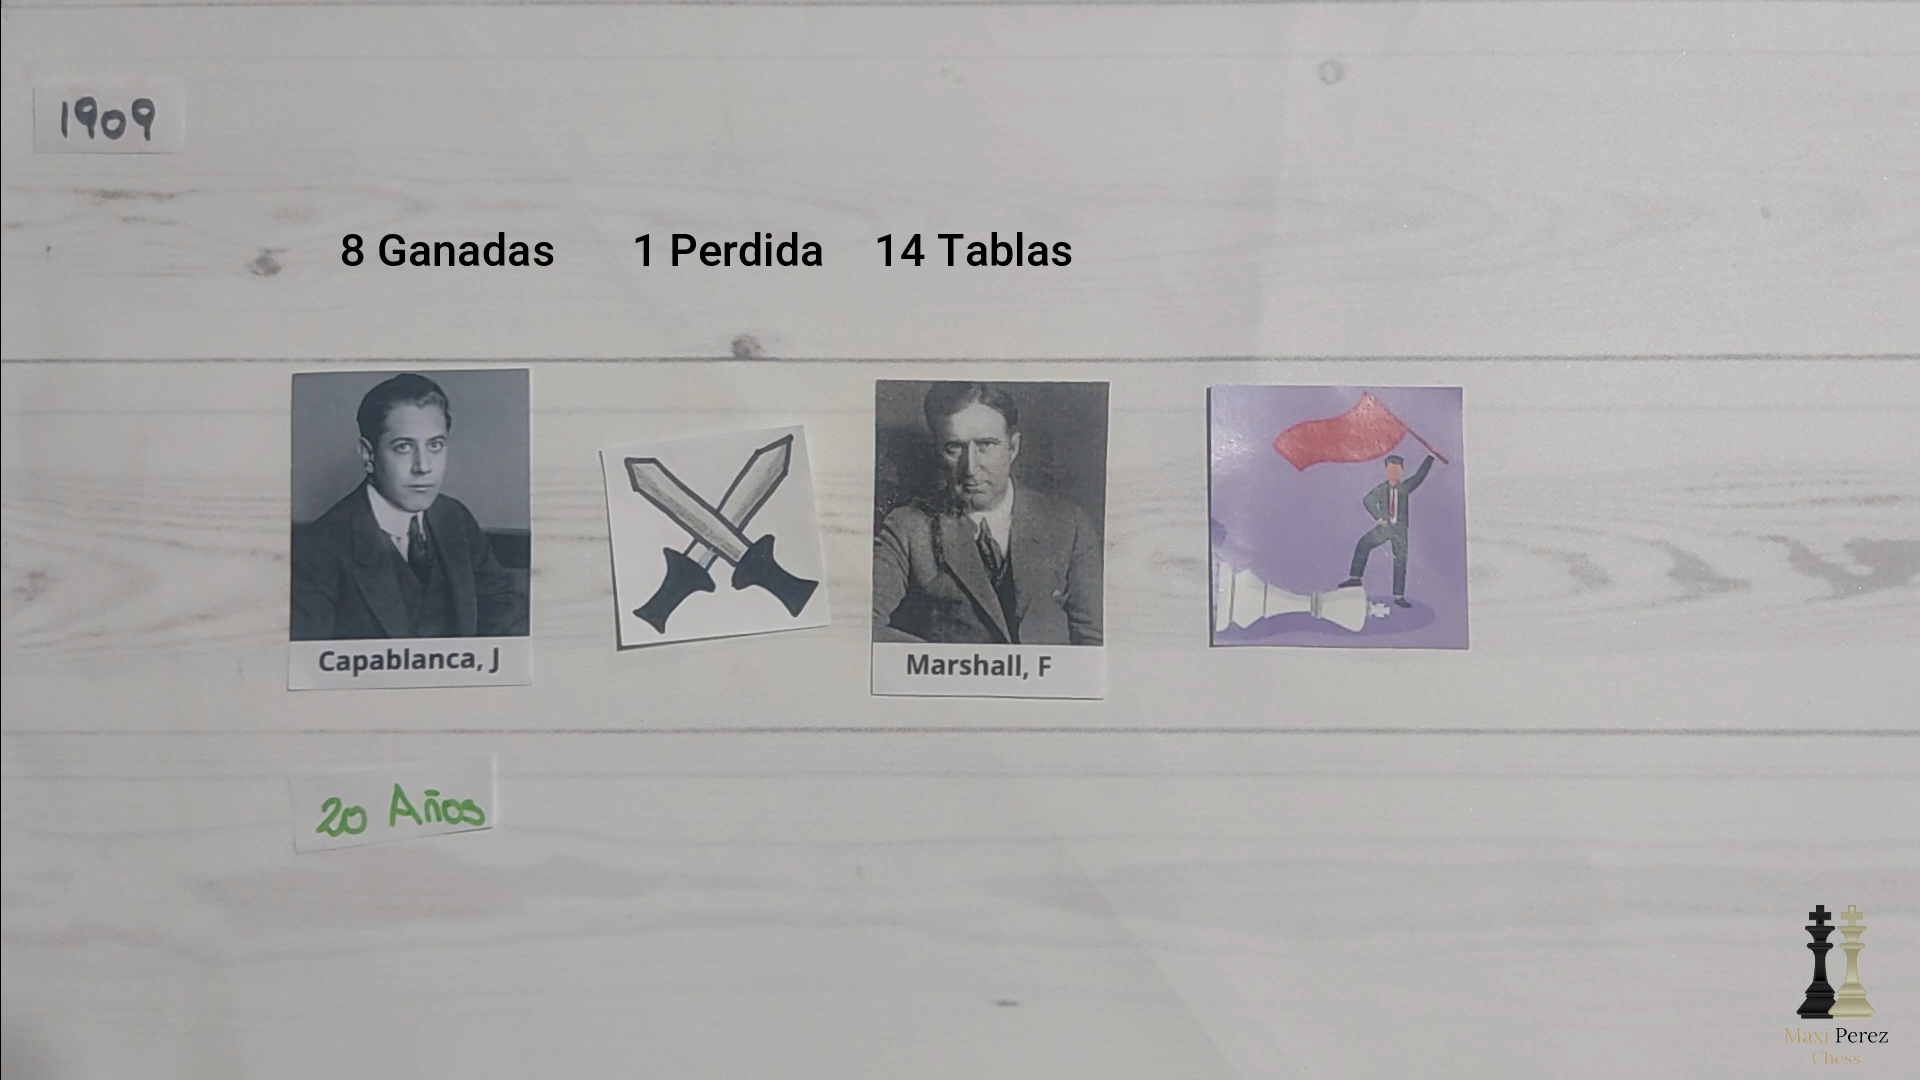 1909
8 Ganadas 1 Perdida 14 Tablas
Capablanca, J
Marshall, F
20 Años
Maxi Perez
Chess